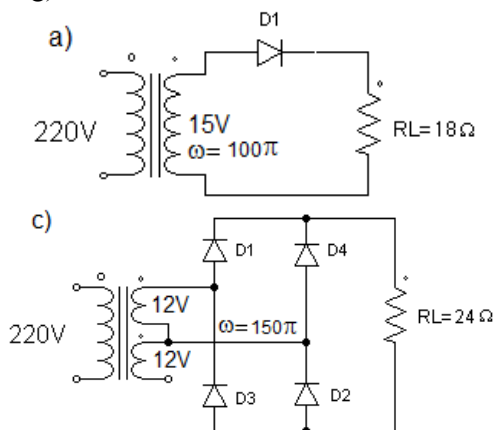 a)
D1
220V
15V
ω= 100π
RL= 18Ω
c)
D1
D4
12V
220V
ω= 150π
RL= 24Ω
12V
D3
D2